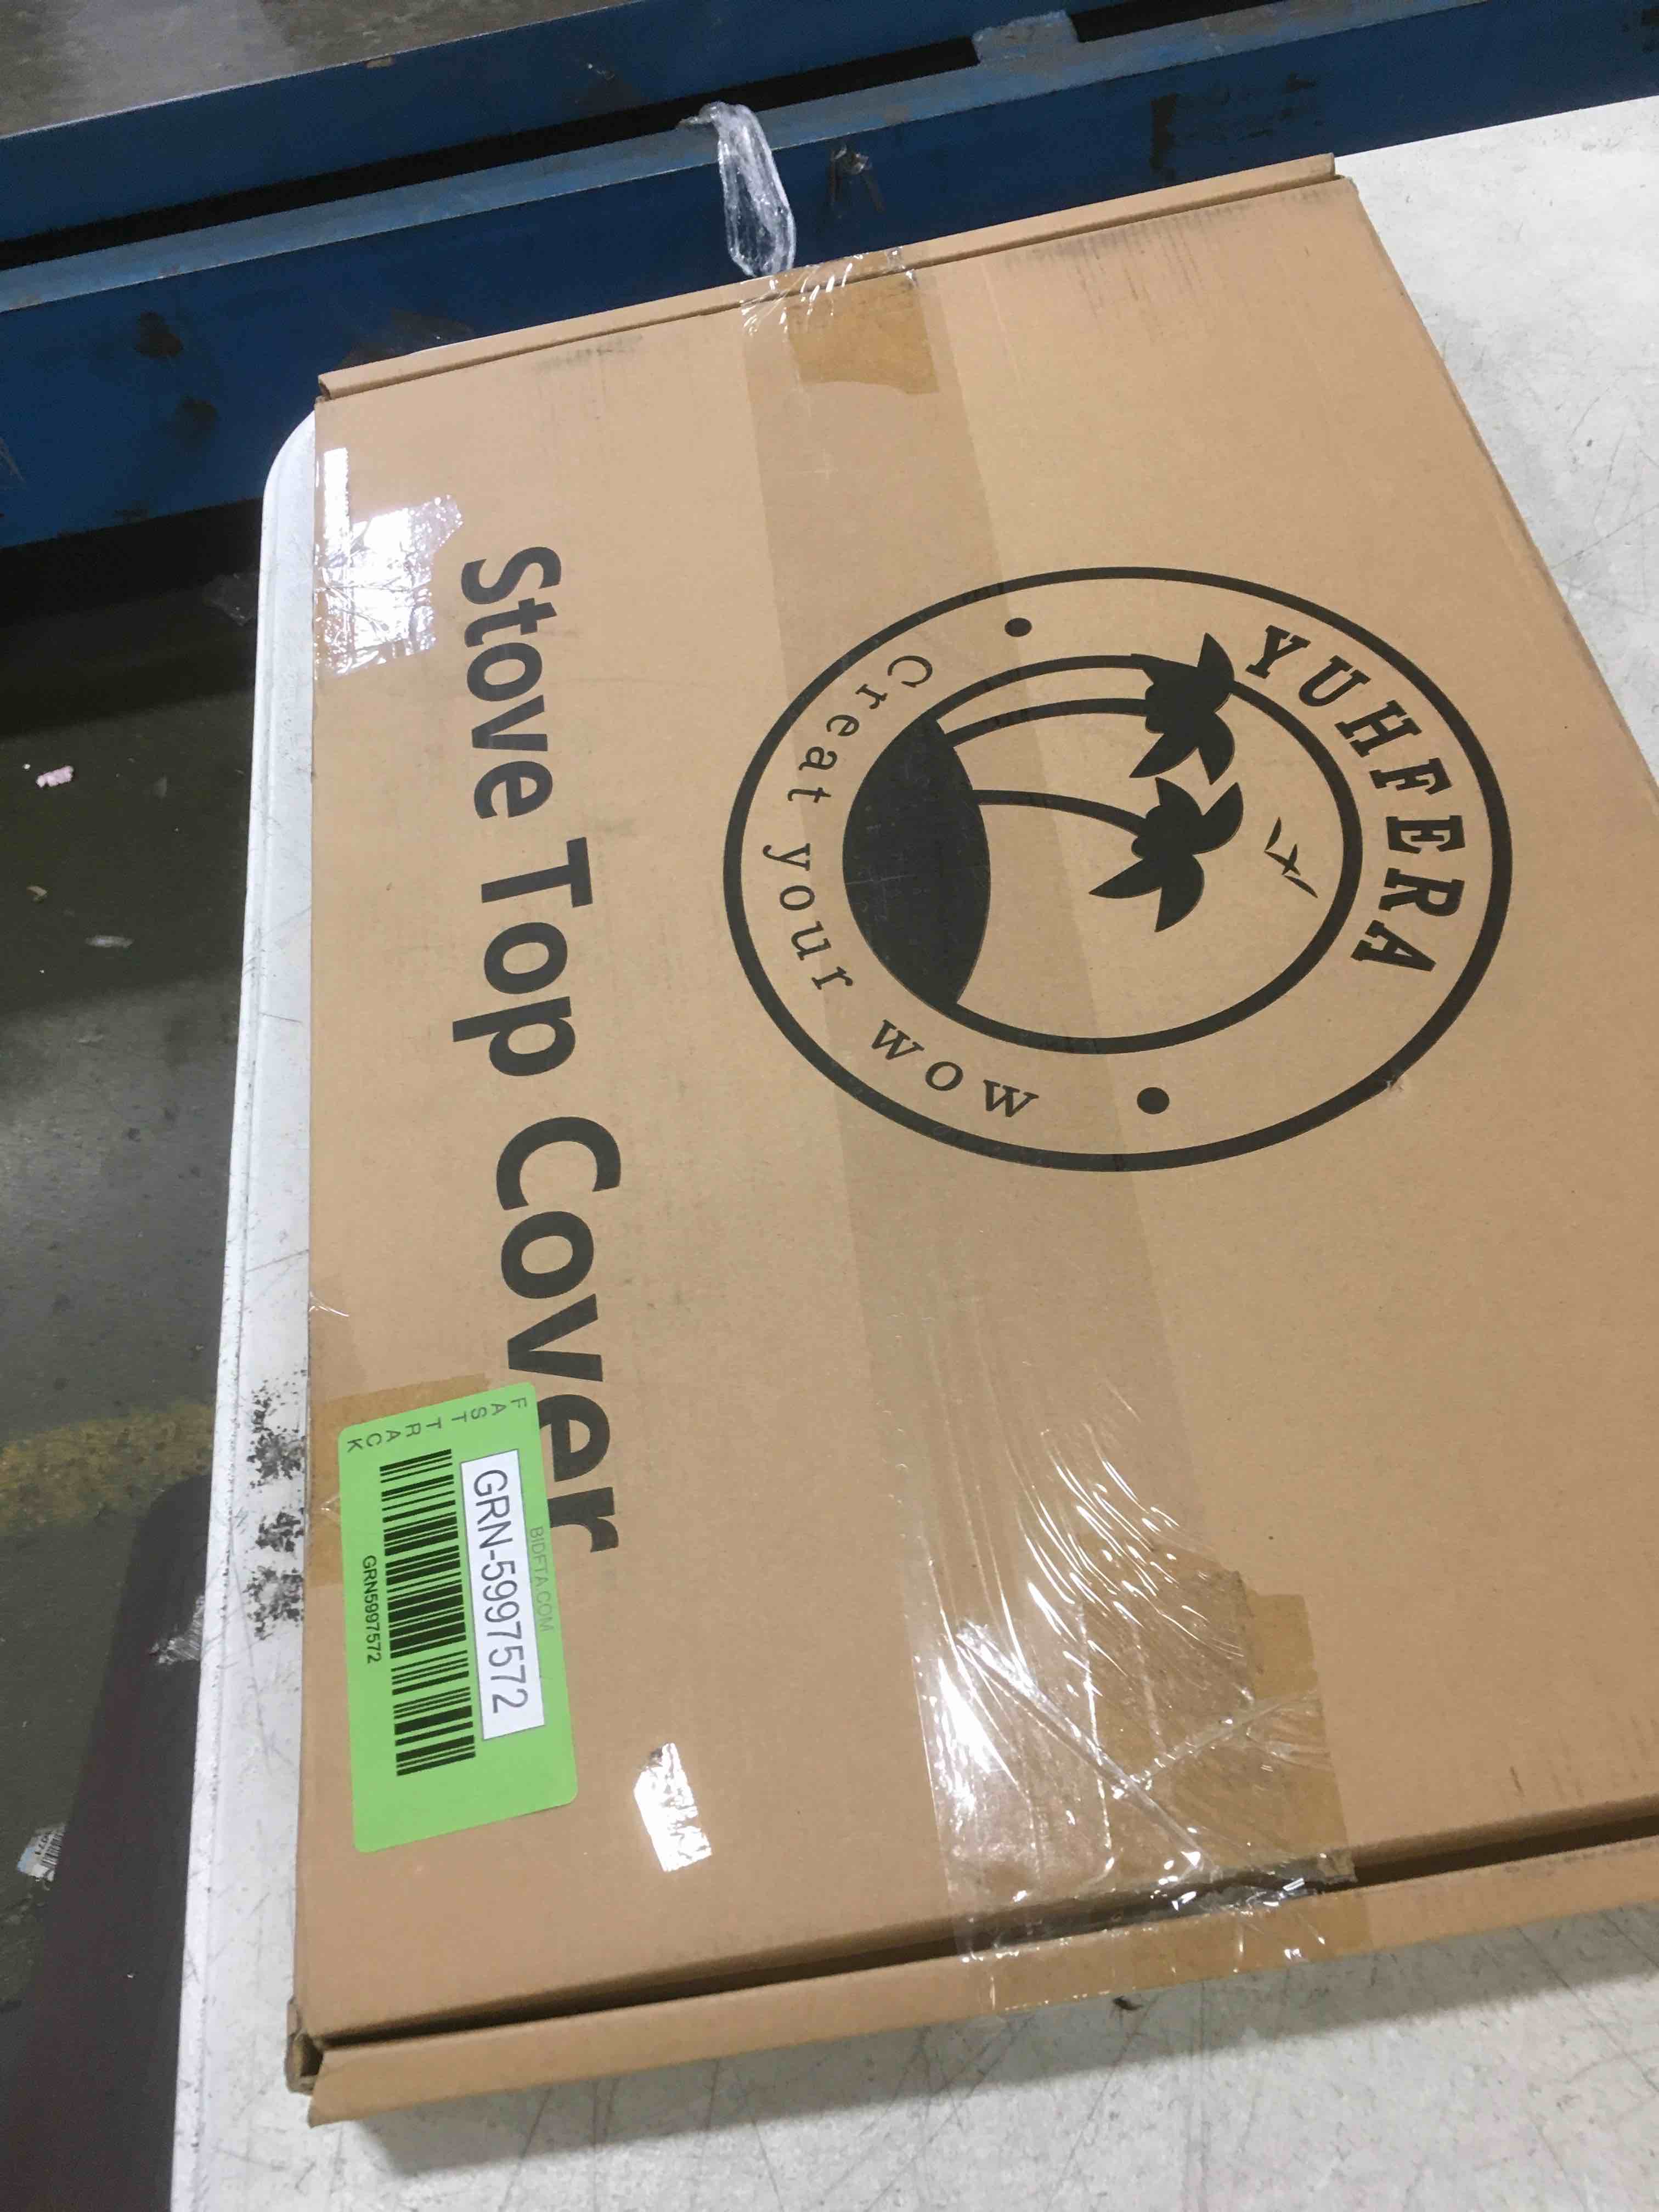 YUHFERA
Creat your wow
Stove Top Cover
BIDFTA.COM
GRN-5997572
GRN5997572
FAST TRACK